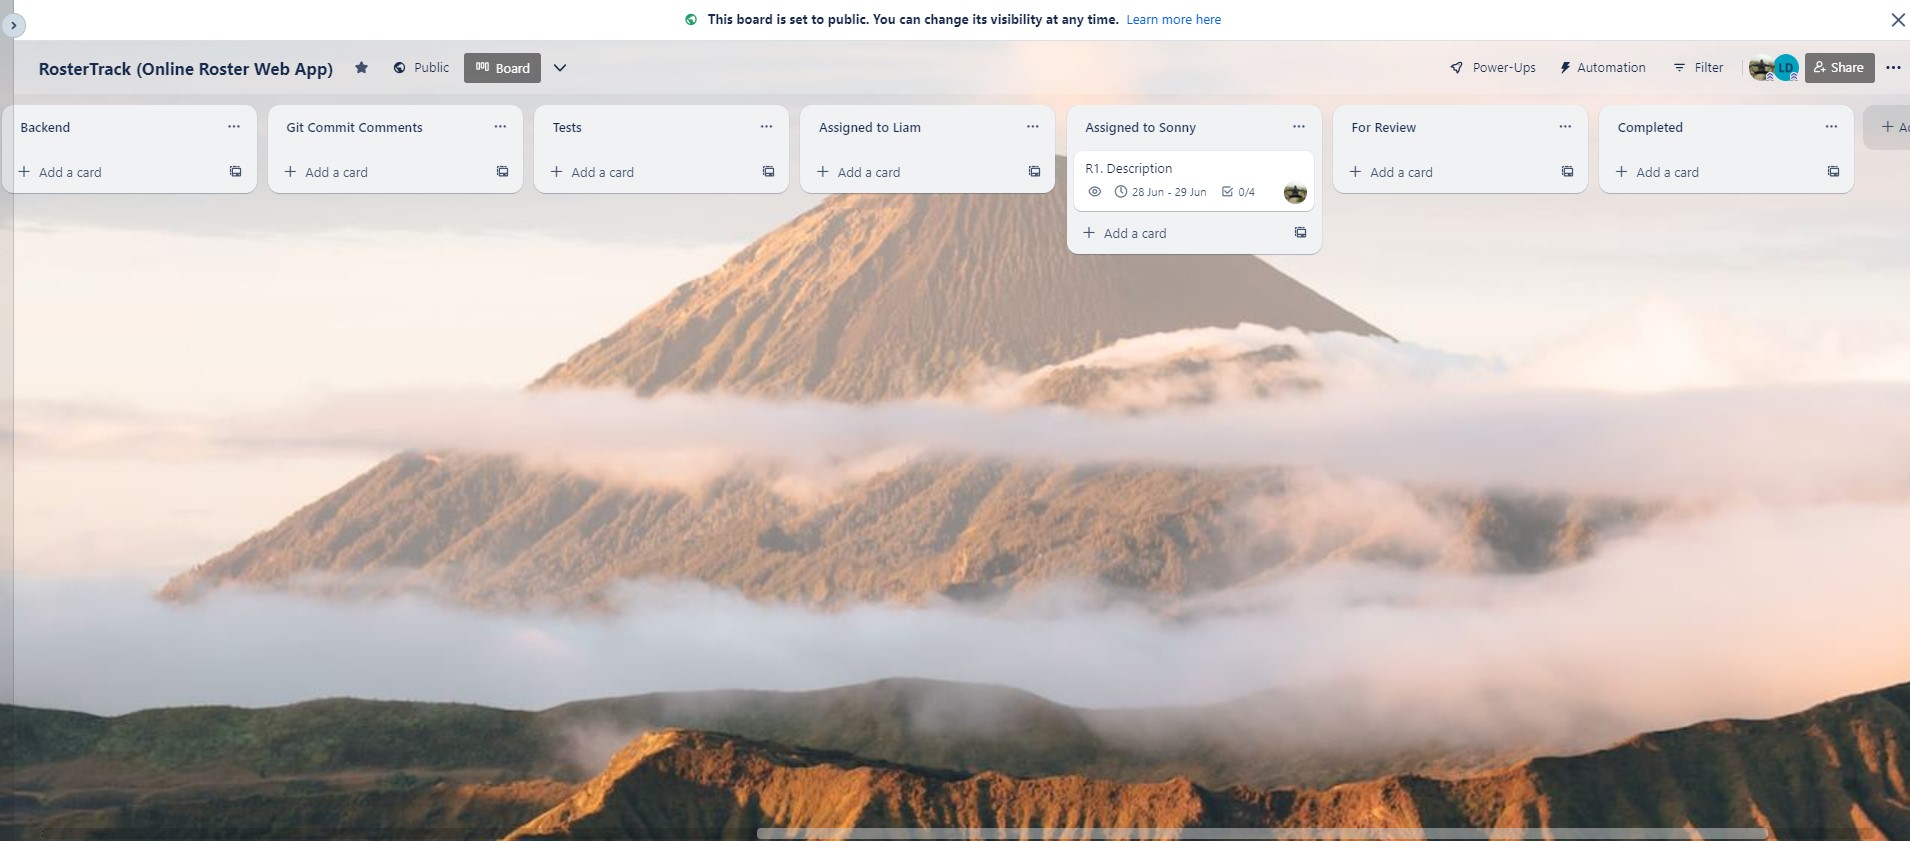 This board is set to public. You can change its visibility at any time. Learn more here
RosterTrack (Online Roster Web App)
Public
Board
Power-Ups
Automation
Filter
LD
Share
Backend
Add a card
Git Commit Comments
Add a card
Tests
Add a card
Assigned to Liam
Add a card
Assigned to Sonny
R1. Description
28 Jun - 29 Jun
0/4
Add a card
For Review
Add a card
Completed
Add a card